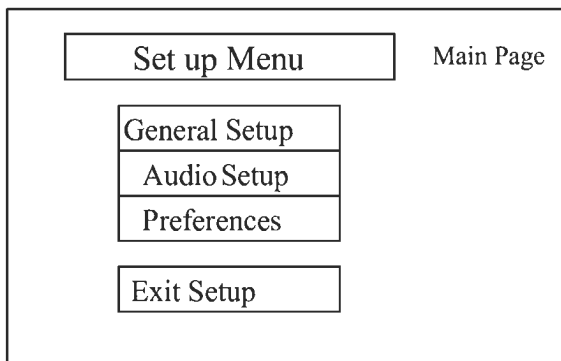 Set up Menu
Main Page
General Setup
Audio Setup
Preferences
Exit Setup